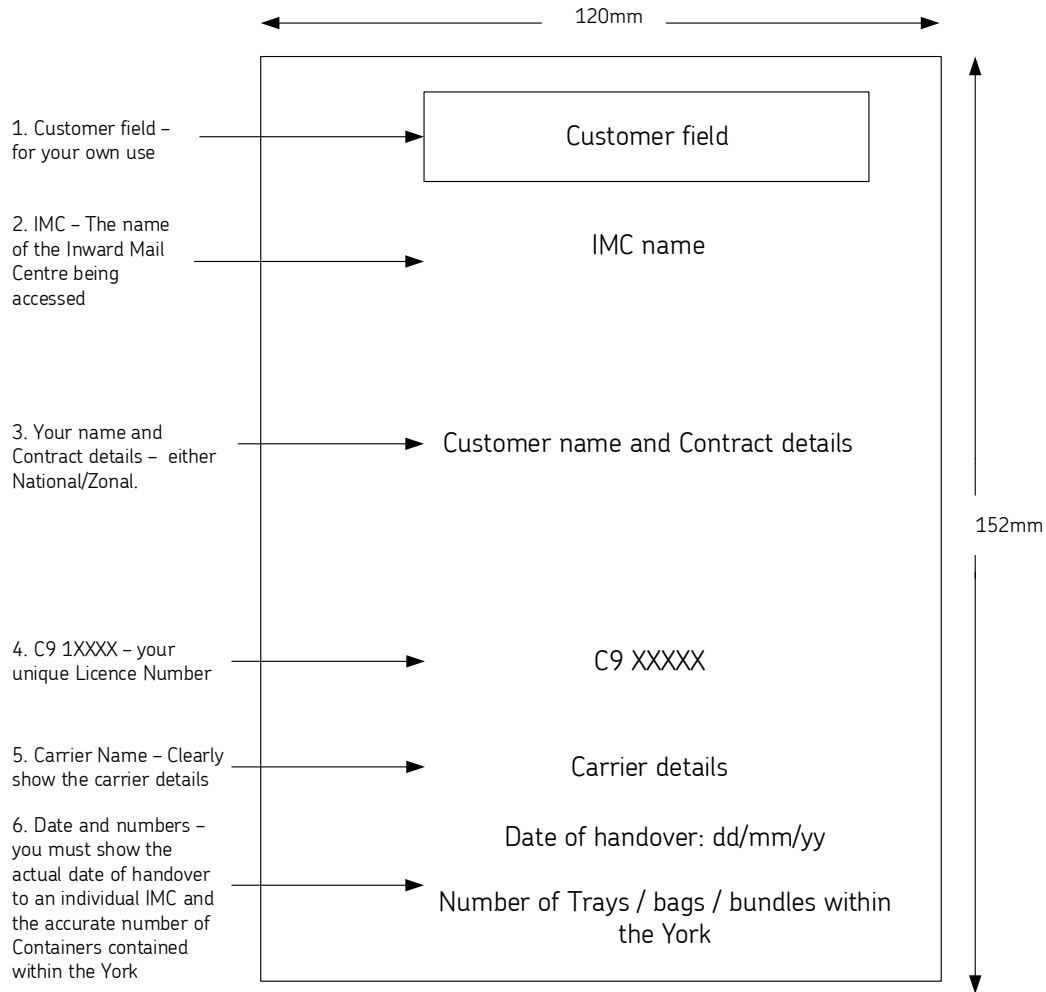 120mm
1. Customer field –
for your own use
Customer field
2. IMC – The name
of the Inward Mail
Centre being
accessed
IMC name
3. Your name and
Contract details –  either
National/Zonal.
Customer name and Contract details
152mm
4. C9 1XXXX – your
unique Licence Number
C9 XXXXX
5. Carrier Name – Clearly
show the carrier details
Carrier details
6. Date and numbers –
you must show the
actual date of handover
to an individual IMC and
the accurate number of
Containers contained
within the York
Date of handover: dd/mm/yy
Number of Trays / bags / bundles within
the York